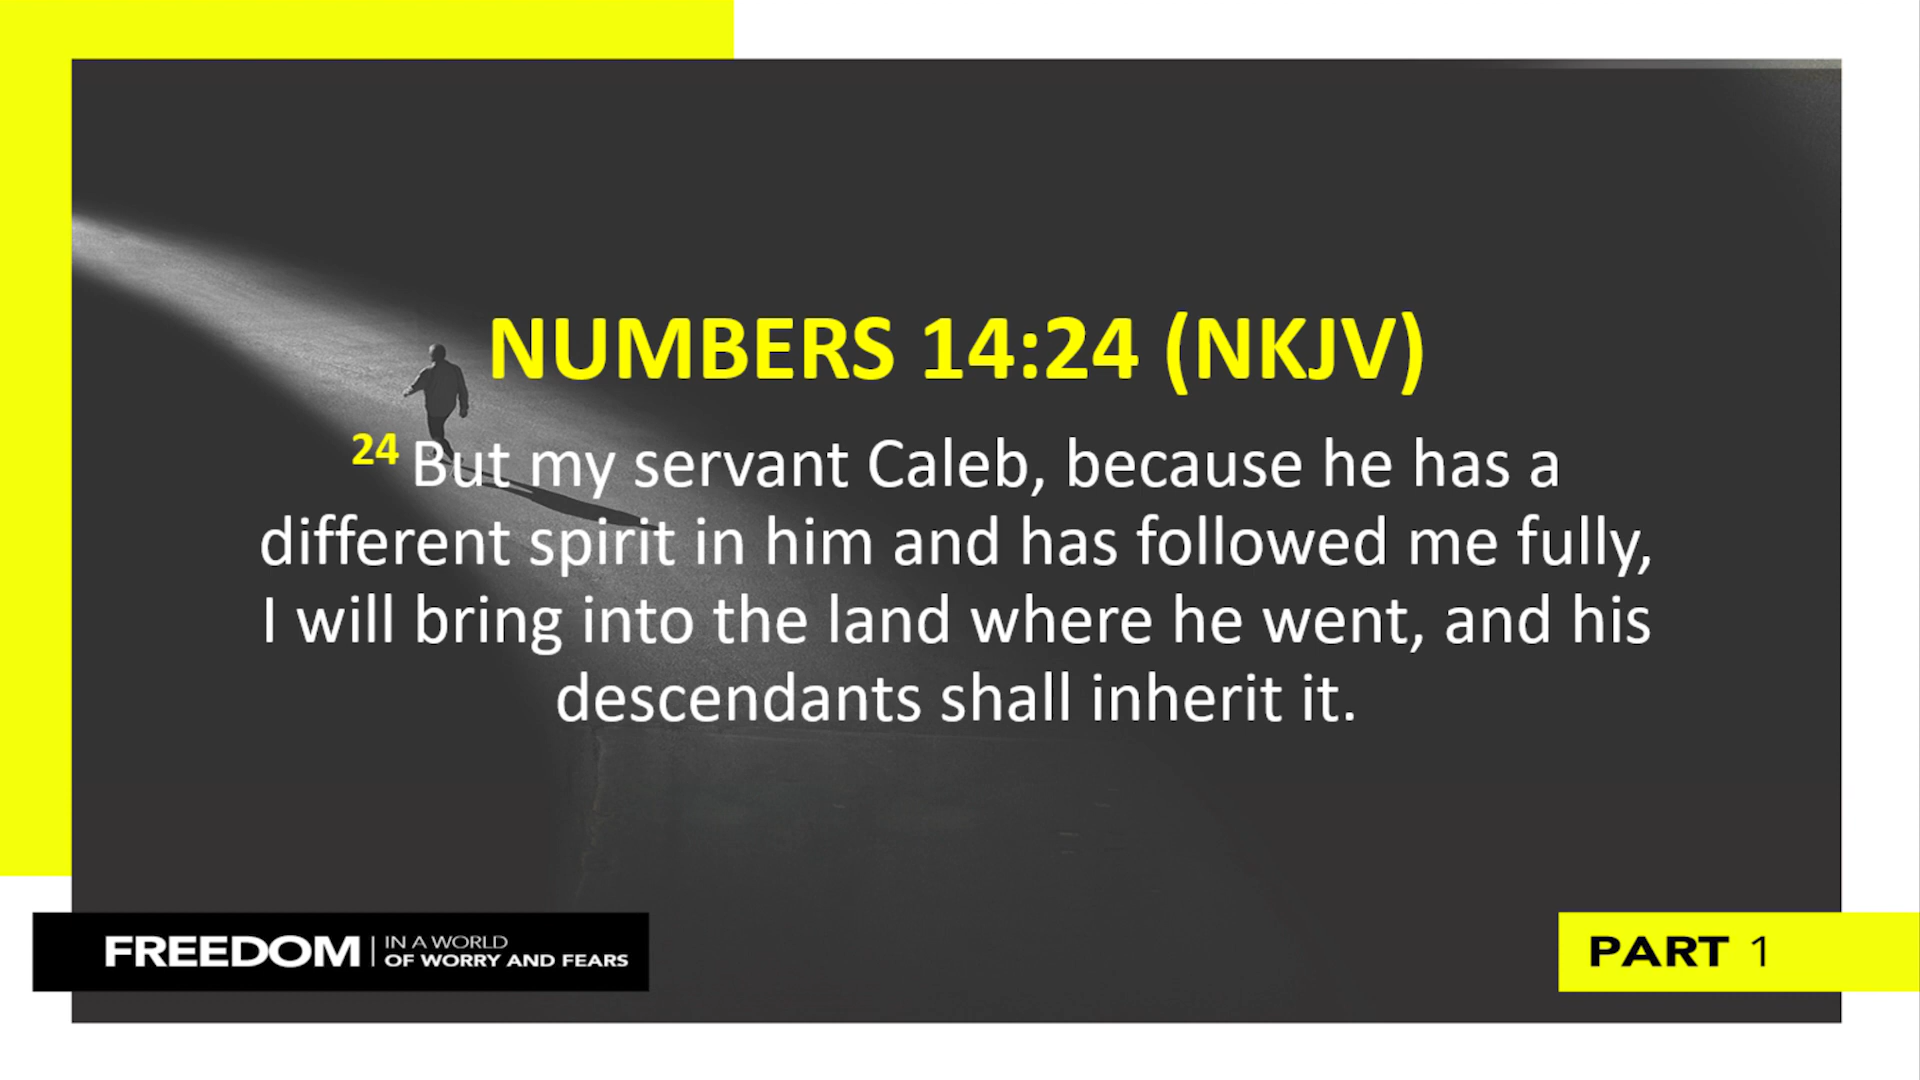 NUMBERS 14:24 (NKJV)
24 But my servant Caleb, because he has a
different spirit in him and has followed me fully,
I will bring into the land where he went, and his
descendants shall inherit it.
FREEDOM | IN A WORLD
OF WORRY AND FEARS
PART 1